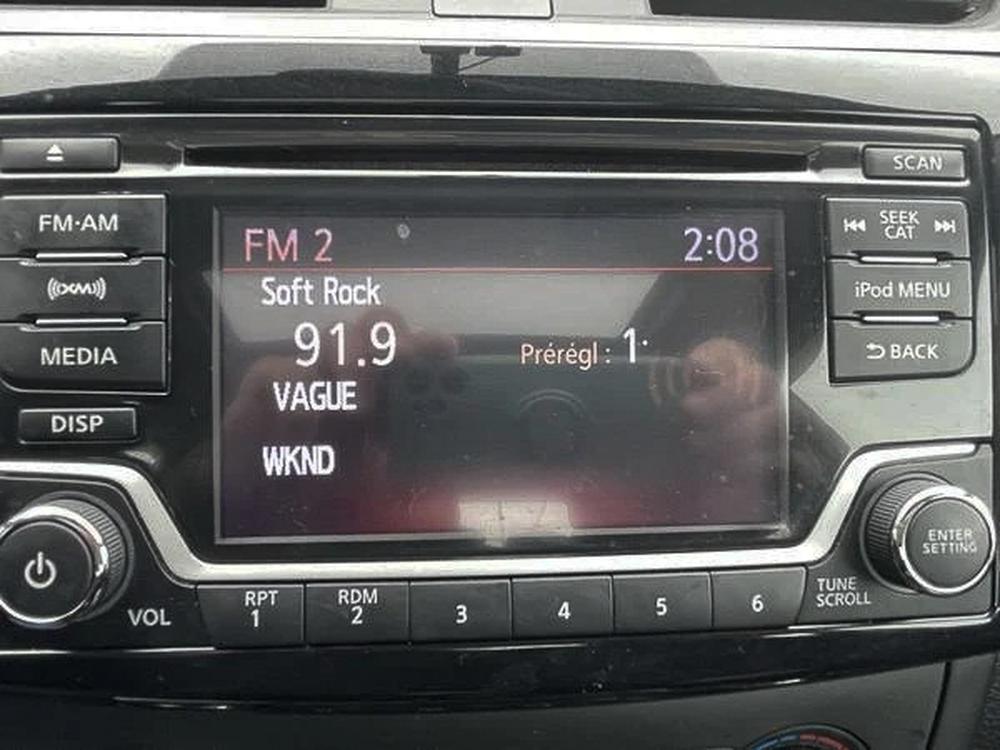 SCAN
FM·AM
SEEK
CAT
FM 2 2:08
Soft Rock
91.9 Prérégl : 1
VAGUE
WKND
(XM)
iPod MENU
MEDIA
BACK
DISP
VOL
RPT
1
RDM
2
3
4
5
6
TUNE
SCROLL
ENTER
SETTING